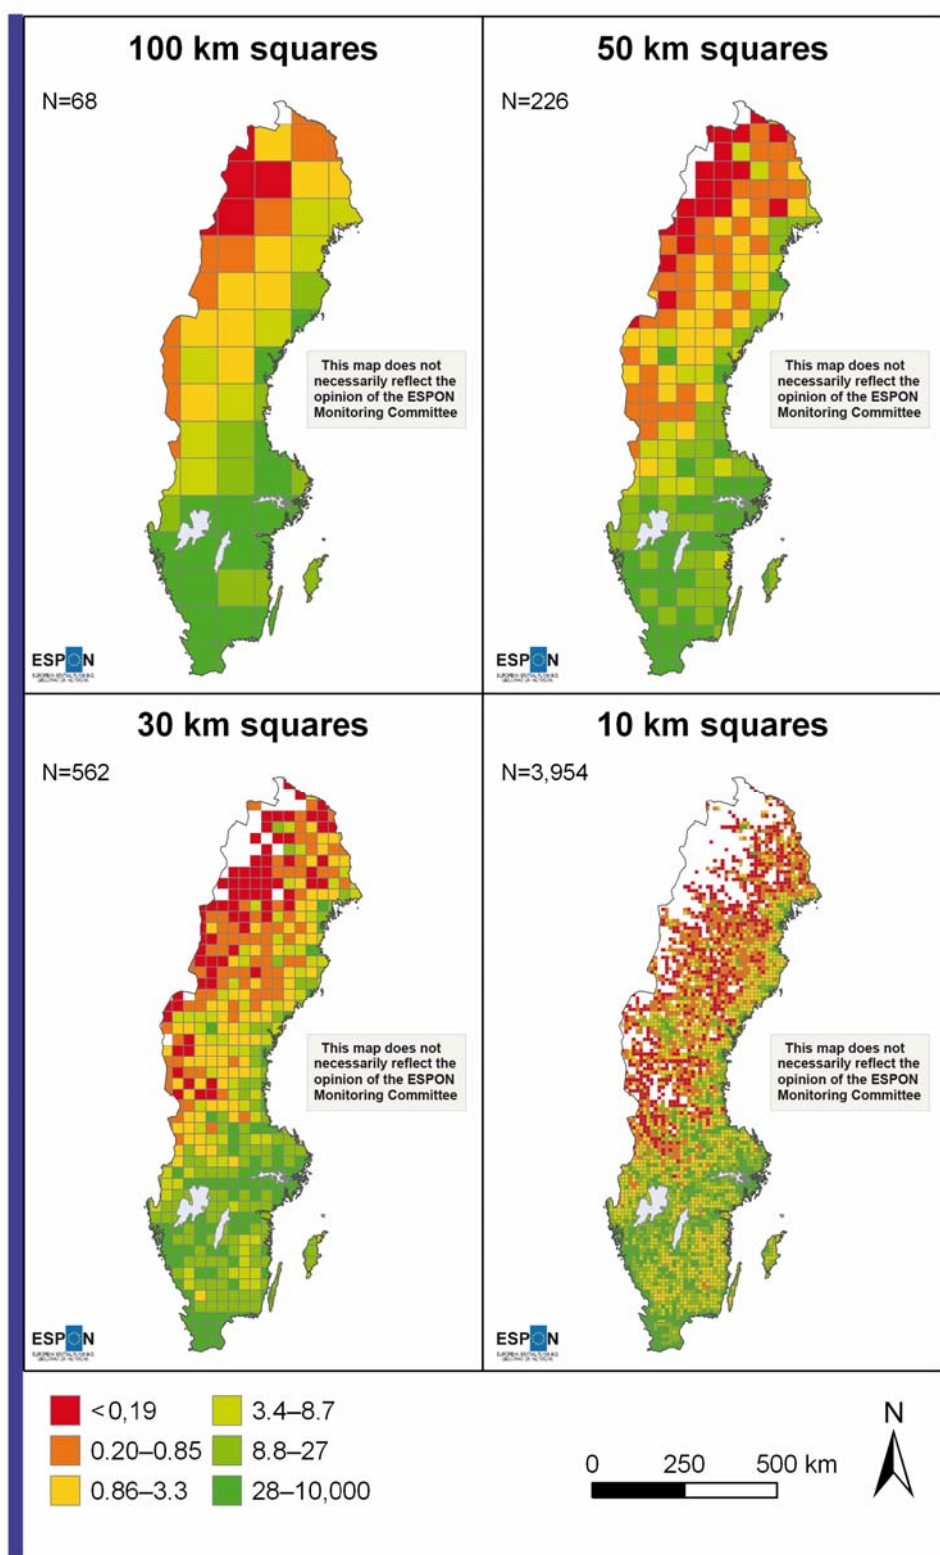 100 km squares
N=68
This map does not
necessarily reflect the
opinion of the ESPON
Monitoring Committee
ESPON
50 km squares
N=226
This map does not
necessarily reflect the
opinion of the ESPON
Monitoring Committee
ESPON
30 km squares
N=562
This map does not
necessarily reflect the
opinion of the ESPON
Monitoring Committee
ESPON
10 km squares
N=3,954
This map does not
necessarily reflect the
opinion of the ESPON
Monitoring Committee
ESPON
<0,19
0.20–0.85
0.86–3.3
3.4–8.7
8.8–27
28–10,000
0 250 500 km
N